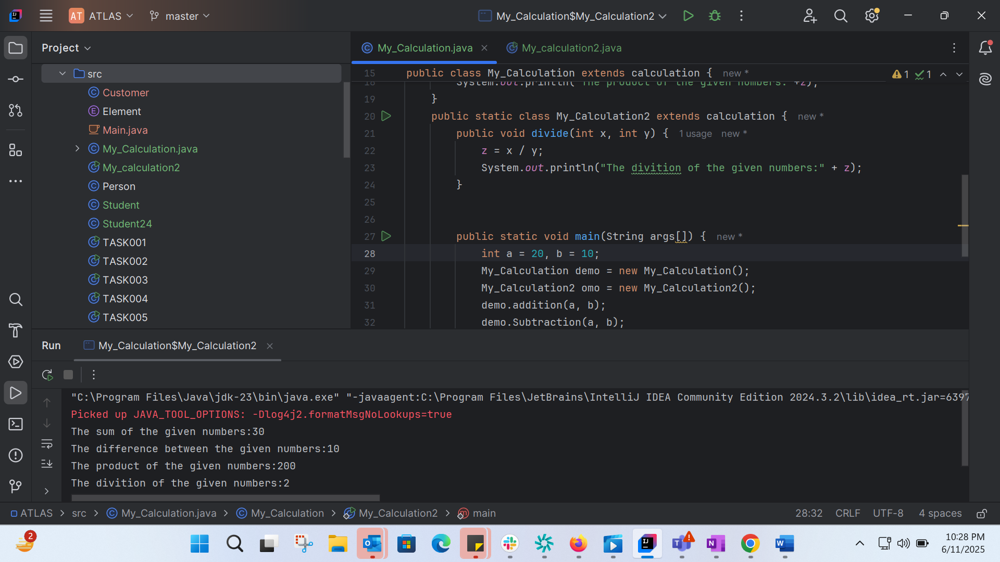 AT ATLAS master My_Calculation$My_Calculation2
Project
src
Customer
Element
Main.java
My_Calculation.java
My_calculation2
Person
Student
Student24
TASK001
TASK002
TASK003
TASK004
TASK005
My_Calculation.java My_calculation2.java
15 public class My_Calculation extends calculation { new * 1 1
18 System.out.println("The product of the given numbers:"+z);
19 }
20 public static class My_Calculation2 extends calculation { new *
21 public void divide(int x, int y) { 1 usage new *
22 z = x / y;
23 System.out.println("The divition of the given numbers:" + z);
24 }
25
26
27 public static void main(String args[]) { new *
28 int a = 20, b = 10;
29 My_Calculation demo = new My_Calculation();
30 My_Calculation2 omo = new My_Calculation2();
31 demo.addition(a, b);
32 demo.Subtraction(a, b);
Run My_Calculation$My_Calculation2
"C:\Program Files\Java\jdk-23\bin\java.exe" "-javaagent:C:\Program Files\JetBrains\IntelliJ IDEA Community Edition 2024.3.2\lib\idea_rt.jar=6397
Picked up JAVA_TOOL_OPTIONS: -Dlog4j2.formatMsgNoLookups=true
The sum of the given numbers:30
The difference between the given numbers:10
The product of the given numbers:200
The divition of the given numbers:2
ATLAS > src > My_Calculation.java > My_Calculation > My_Calculation2 > main 28:32 CRLF UTF-8 4 spaces
2
10:28 PM
6/11/2025